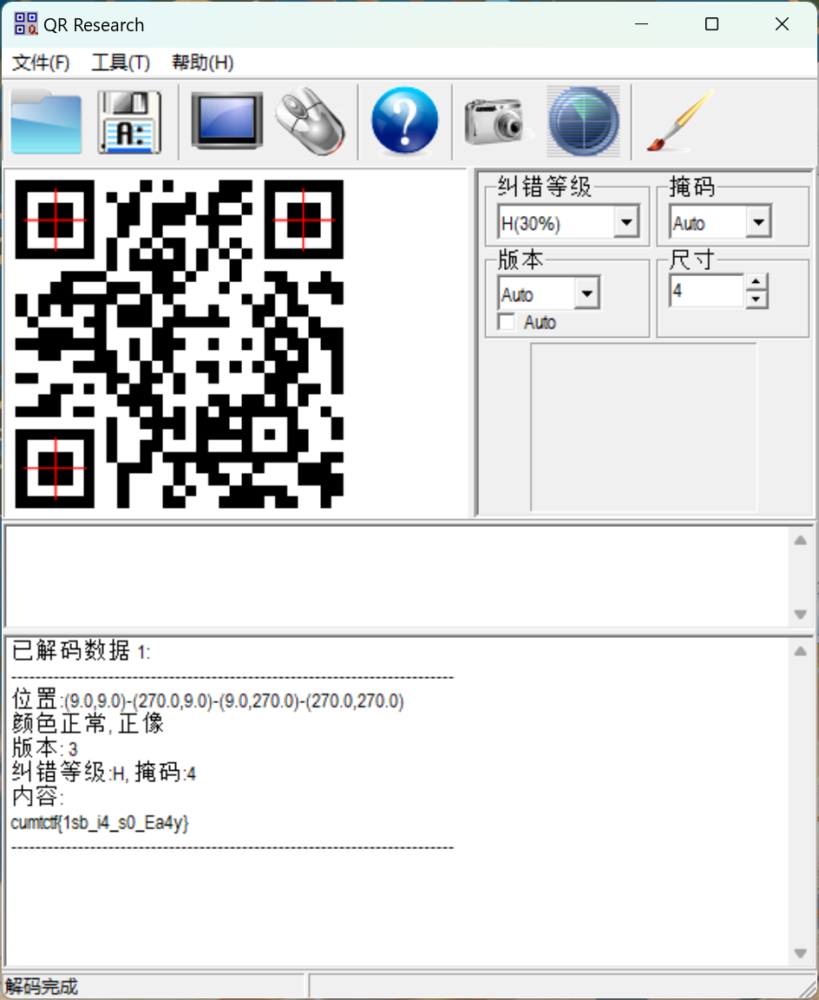 QR Research
文件(F) 工具(T) 帮助(H)
A:
纠错等级 掩码
H(30%) Auto
版本 尺寸
Auto 4
Auto
已解码数据 1:
--------------------------------------------------------------------------------
位置:(9.0,9.0)-(270.0,9.0)-(9.0,270.0)-(270.0,270.0)
颜色正常, 正像
版本: 3
纠错等级:H, 掩码:4
内容:
cumtctf{1sb_i4_s0_Ea4y}
--------------------------------------------------------------------------------
解码完成